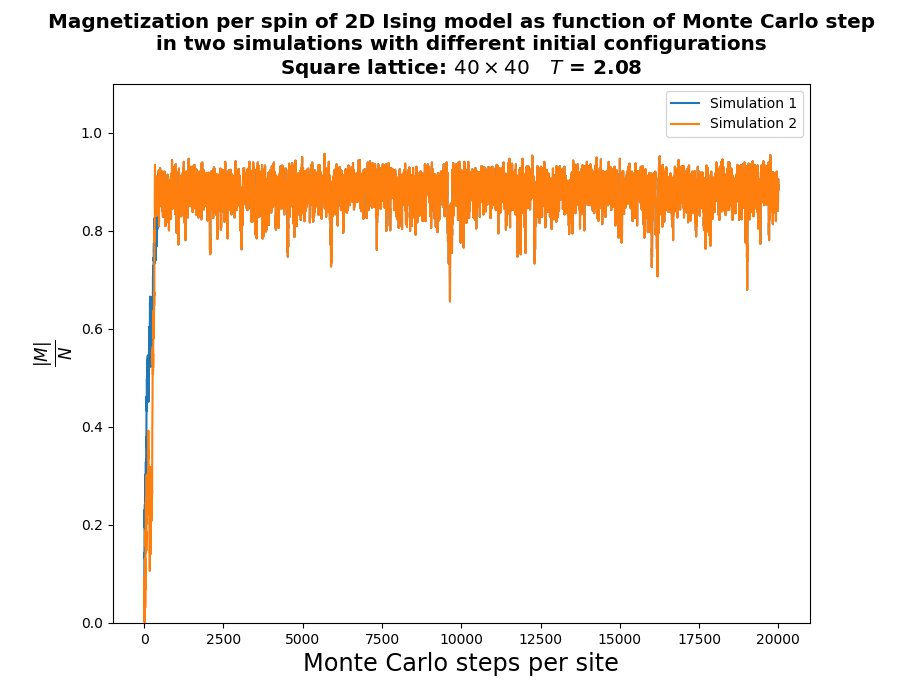 Magnetization per spin of 2D Ising model as function of Monte Carlo step
in two simulations with different initial configurations
Square lattice: 40 × 40 T = 2.08
Simulation 1
Simulation 2
1.0
0.8
0.6
0.4
0.2
0.0
|M|
N
0 2500 5000 7500 10000 12500 15000 17500 20000
Monte Carlo steps per site